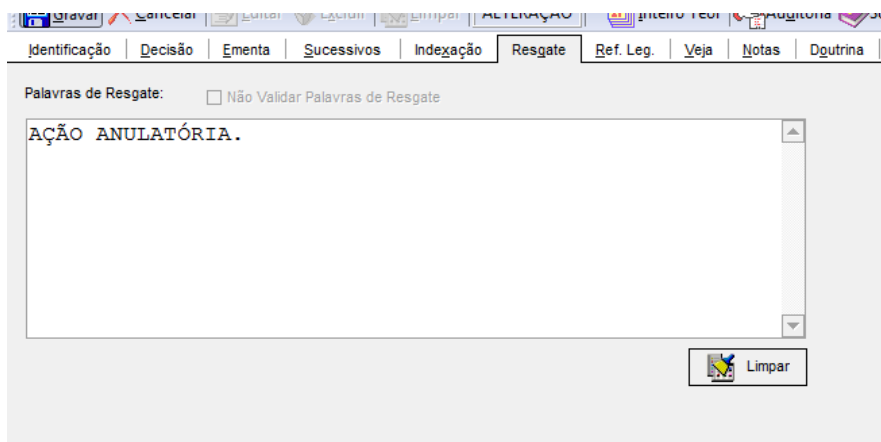 Gravar Cancelar Editar Excluir Limpar ALTERAÇÃO Inteiro Teor Auditoria
Identificação Decisão Ementa Sucessivos Indexação Resgate Ref. Leg. Veja Notas Doutrina
Palavras de Resgate: Não Validar Palavras de Resgate
AÇÃO ANULATÓRIA.
Limpar